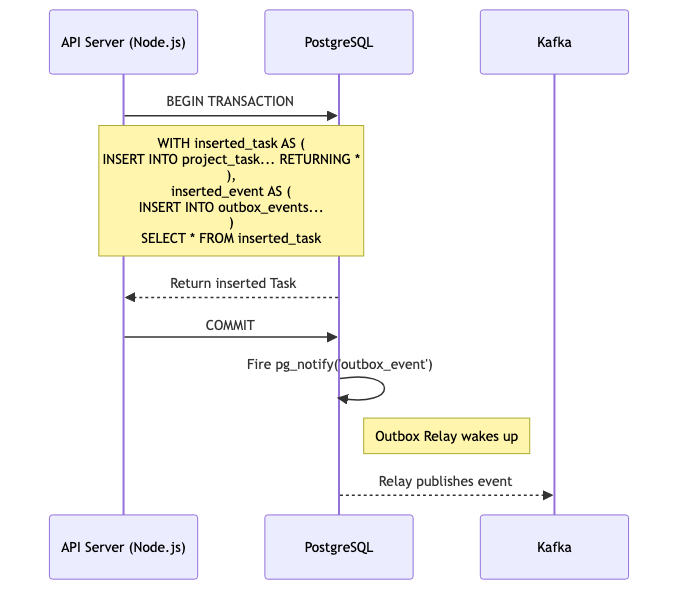 API Server (Node.js)
PostgreSQL
Kafka
BEGIN TRANSACTION
WITH inserted_task AS (
INSERT INTO project_task... RETURNING *
),
inserted_event AS (
INSERT INTO outbox_events...
)
SELECT * FROM inserted_task
Return inserted Task
COMMIT
Fire pg_notify('outbox_event')
Outbox Relay wakes up
Relay publishes event
API Server (Node.js)
PostgreSQL
Kafka